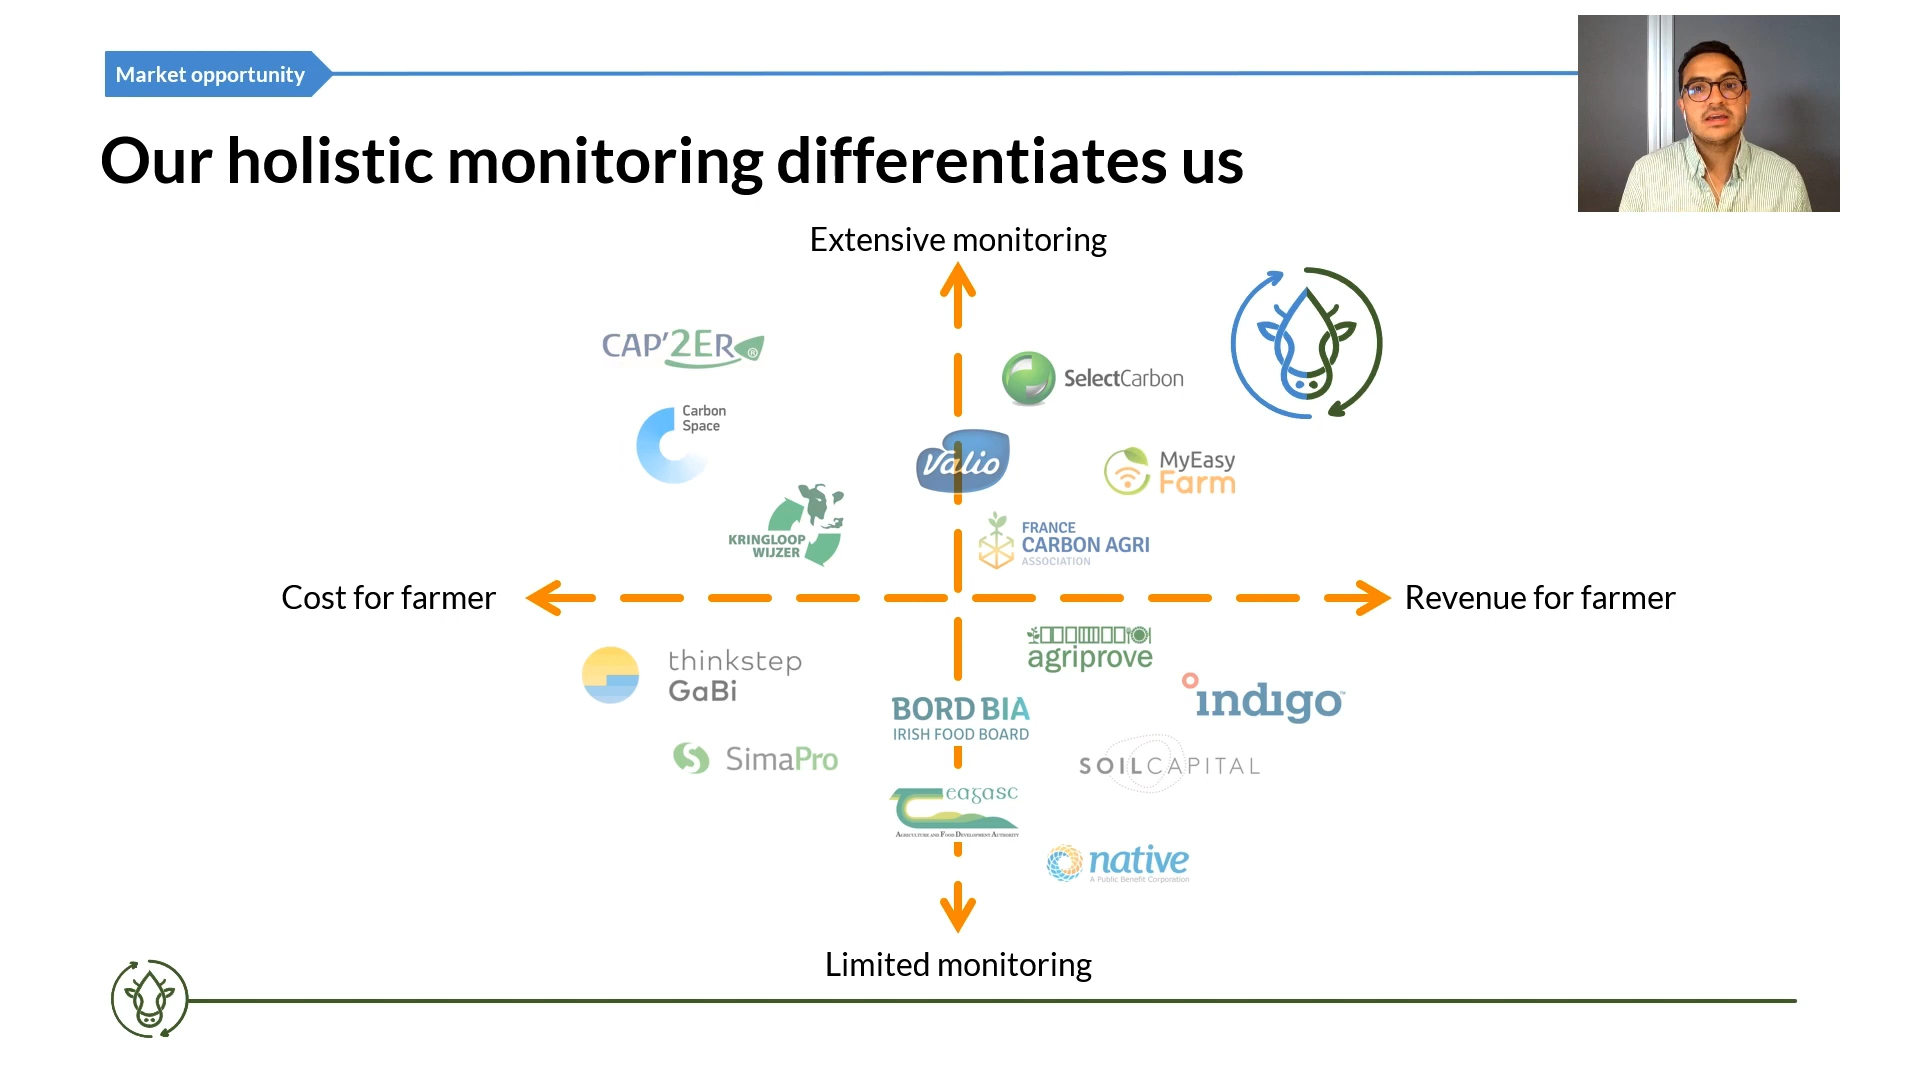 Market opportunity
Our holistic monitoring differentiates us
Extensive monitoring
CAP'2ER®
SelectCarbon
Carbon
Space
Valio
MyEasy
Farm
KRINGLOOP
WIJZER
FRANCE
CARBON AGRI
ASSOCIATION
Cost for farmer
Revenue for farmer
agriprove
thinkstep
GaBi
indigo™
BORD BIA
IRISH FOOD BOARD
SimaPro
SOILCAPITAL
Teagasc
AGRICULTURE AND FOOD DEVELOPMENT AUTHORITY
native
A Public Benefit Corporation
Limited monitoring